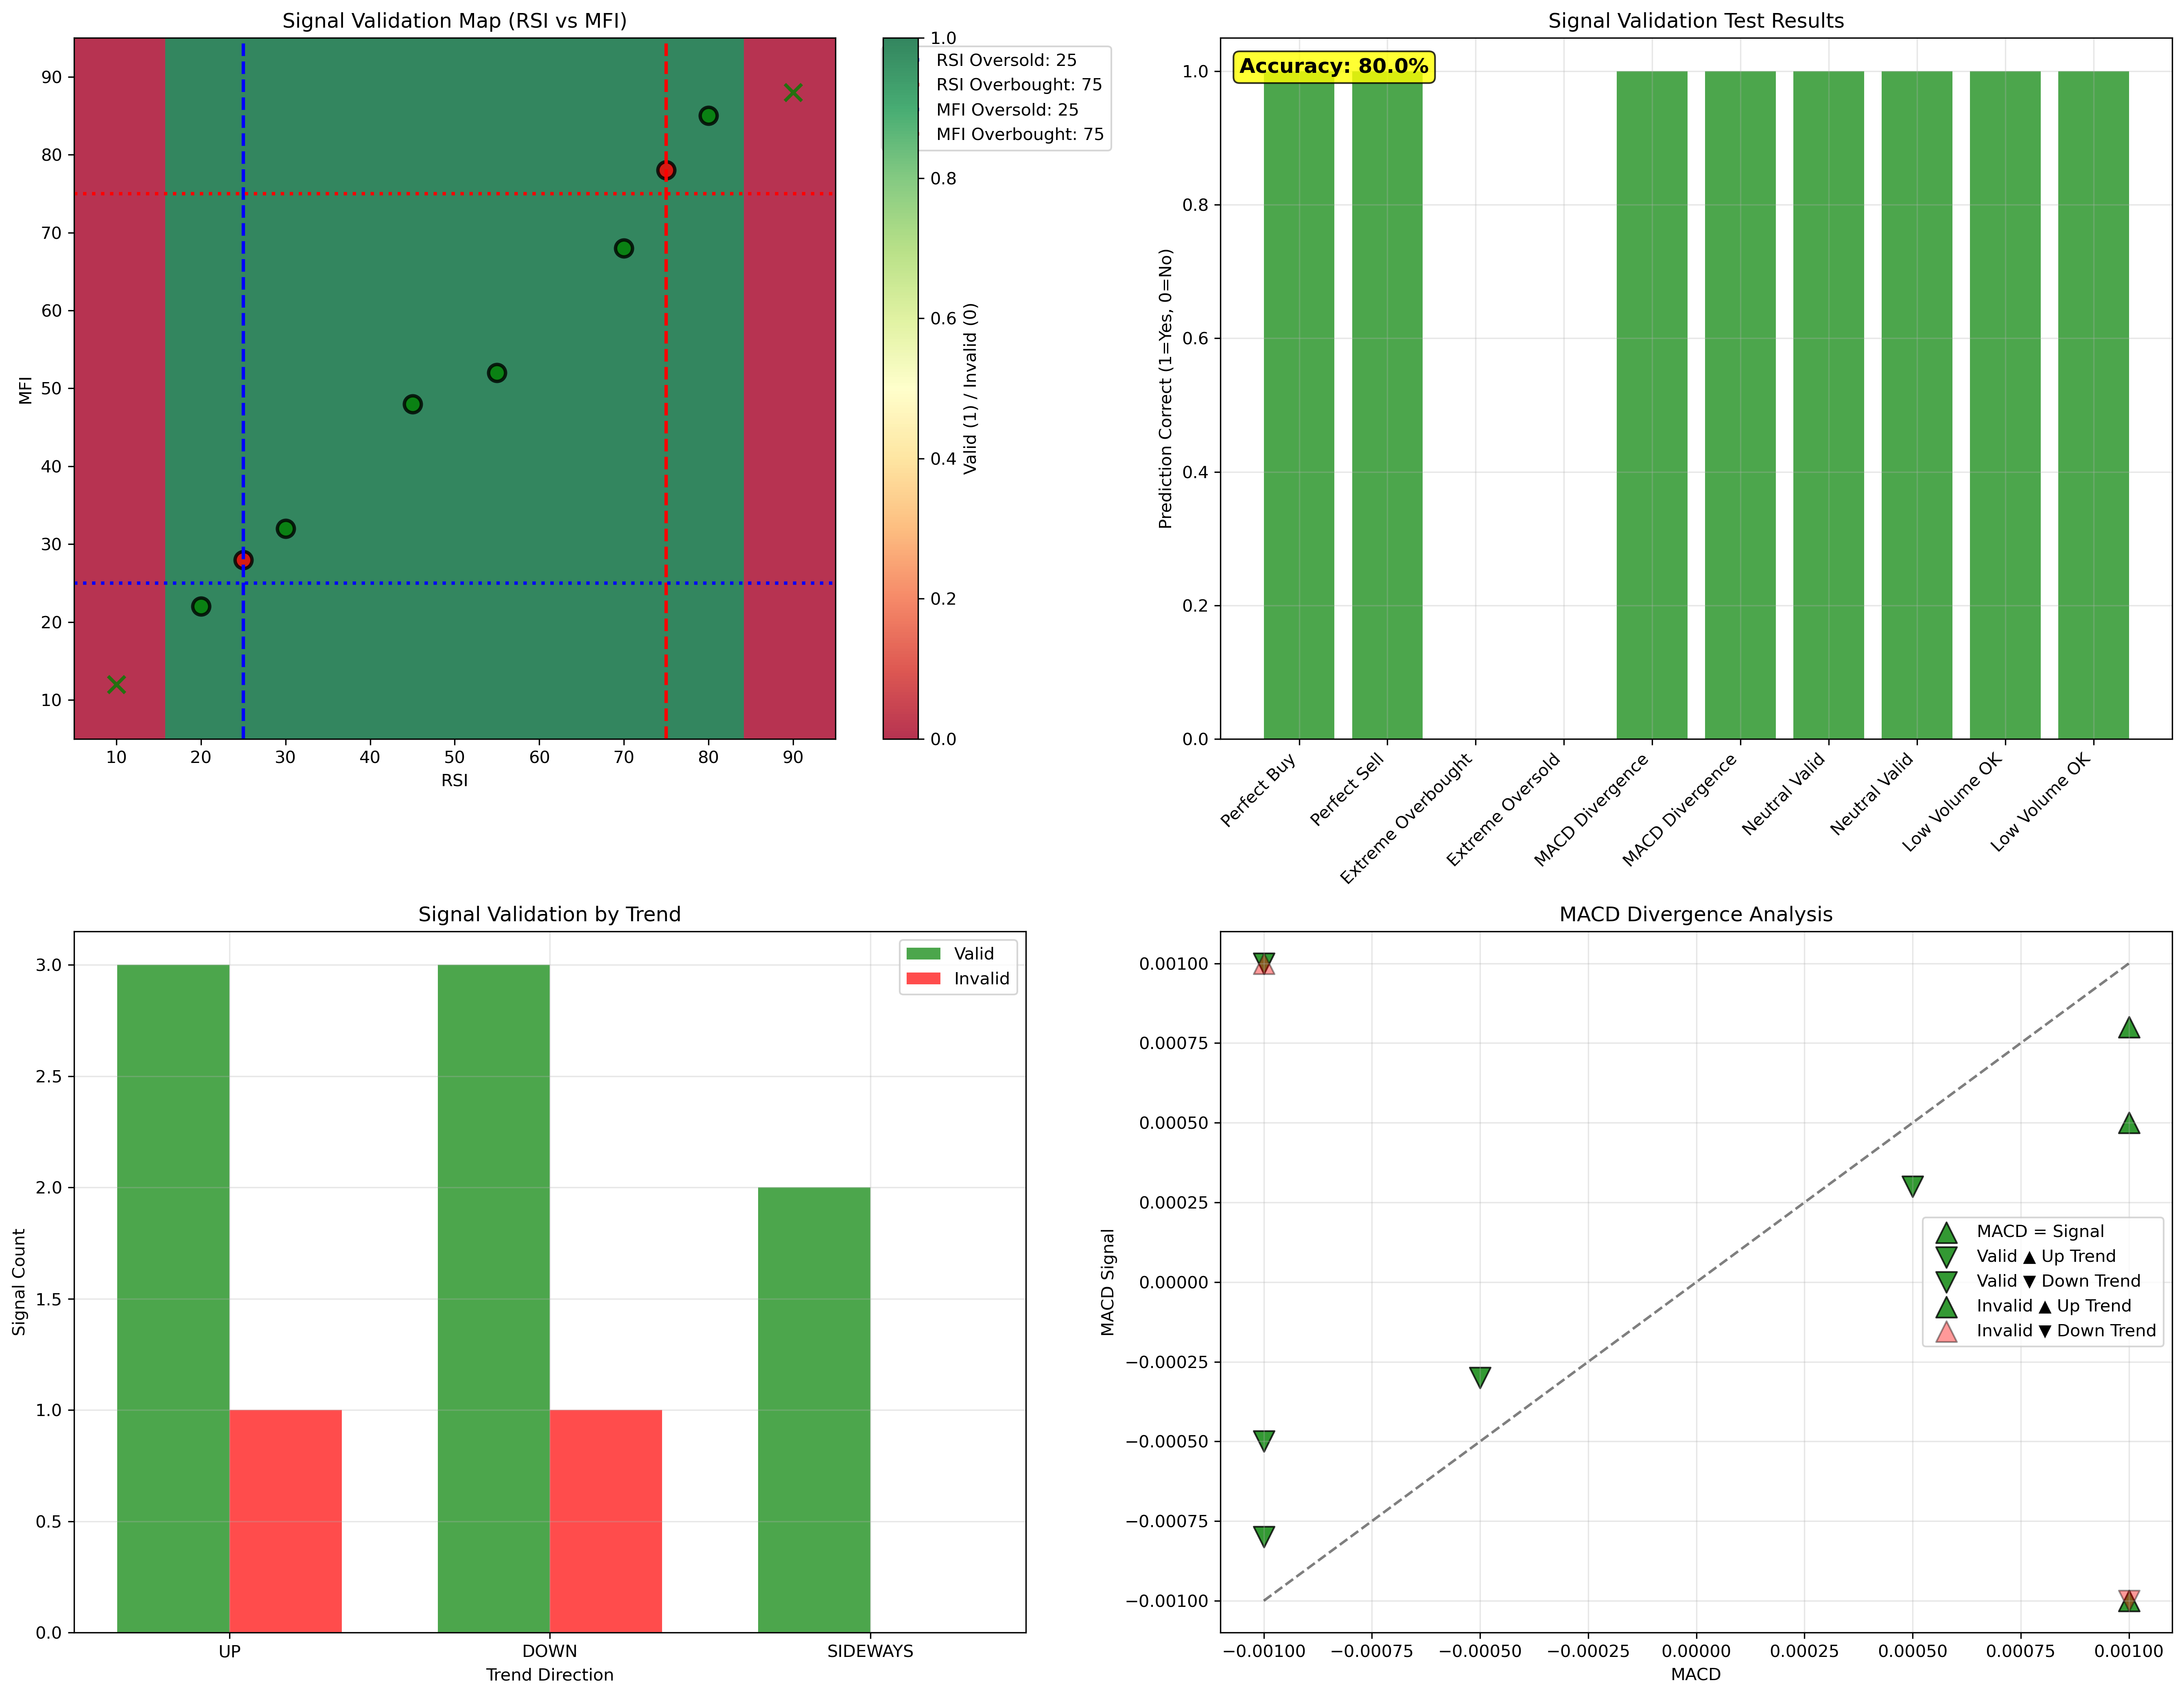 Signal Validation Map (RSI vs MFI)
90
80
70
60
50
40
30
20
10
MFI
10 20 30 40 50 60 70 80 90
RSI
1.0
0.8
0.6
0.4
0.2
0.0
Valid (1) / Invalid (0)
RSI Oversold: 25
RSI Overbought: 75
MFI Oversold: 25
MFI Overbought: 75
Signal Validation Test Results
Accuracy: 80.0%
1.0
0.8
0.6
0.4
0.2
0.0
Prediction Correct (1=Yes, 0=No)
Perfect Buy
Perfect Sell
Extreme Overbought
Extreme Oversold
MACD Divergence
MACD Divergence
Neutral Valid
Neutral Valid
Low Volume OK
Low Volume OK
Signal Validation by Trend
3.0
2.5
2.0
1.5
1.0
0.5
0.0
Signal Count
Valid
Invalid
UP DOWN SIDEWAYS
Trend Direction
MACD Divergence Analysis
0.00100
0.00075
0.00050
0.00025
0.00000
−0.00025
−0.00050
−0.00075
−0.00100
MACD Signal
MACD = Signal
Valid ▲ Up Trend
Valid ▼ Down Trend
Invalid ▲ Up Trend
Invalid ▼ Down Trend
−0.00100 −0.00075 −0.00050 −0.00025 0.00000 0.00025 0.00050 0.00075 0.00100
MACD